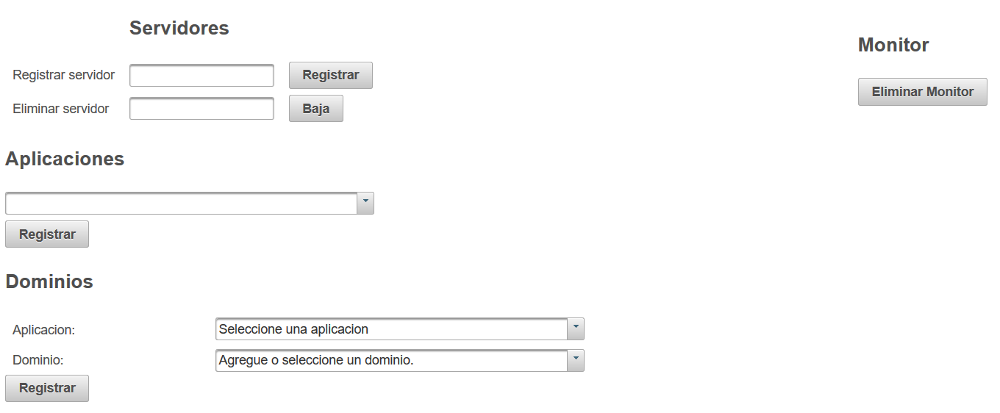 Servidores
Monitor
Registrar servidor Registrar
Eliminar Monitor
Eliminar servidor Baja
Aplicaciones
Registrar
Dominios
Aplicacion: Seleccione una aplicacion
Dominio: Agregue o seleccione un dominio.
Registrar